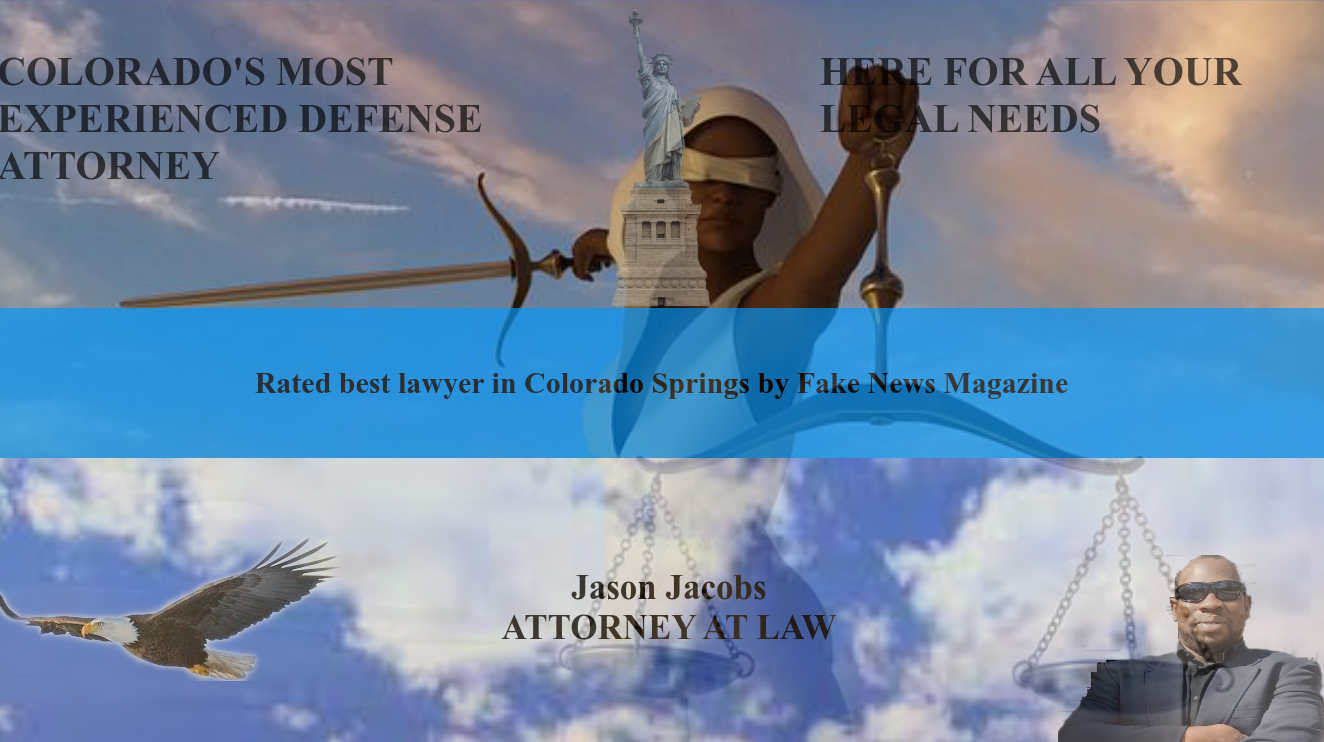 COLORADO'S MOST
EXPERIENCED DEFENSE
ATTORNEY
HERE FOR ALL YOUR
LEGAL NEEDS
Rated best lawyer in Colorado Springs by Fake News Magazine
Jason Jacobs
ATTORNEY AT LAW